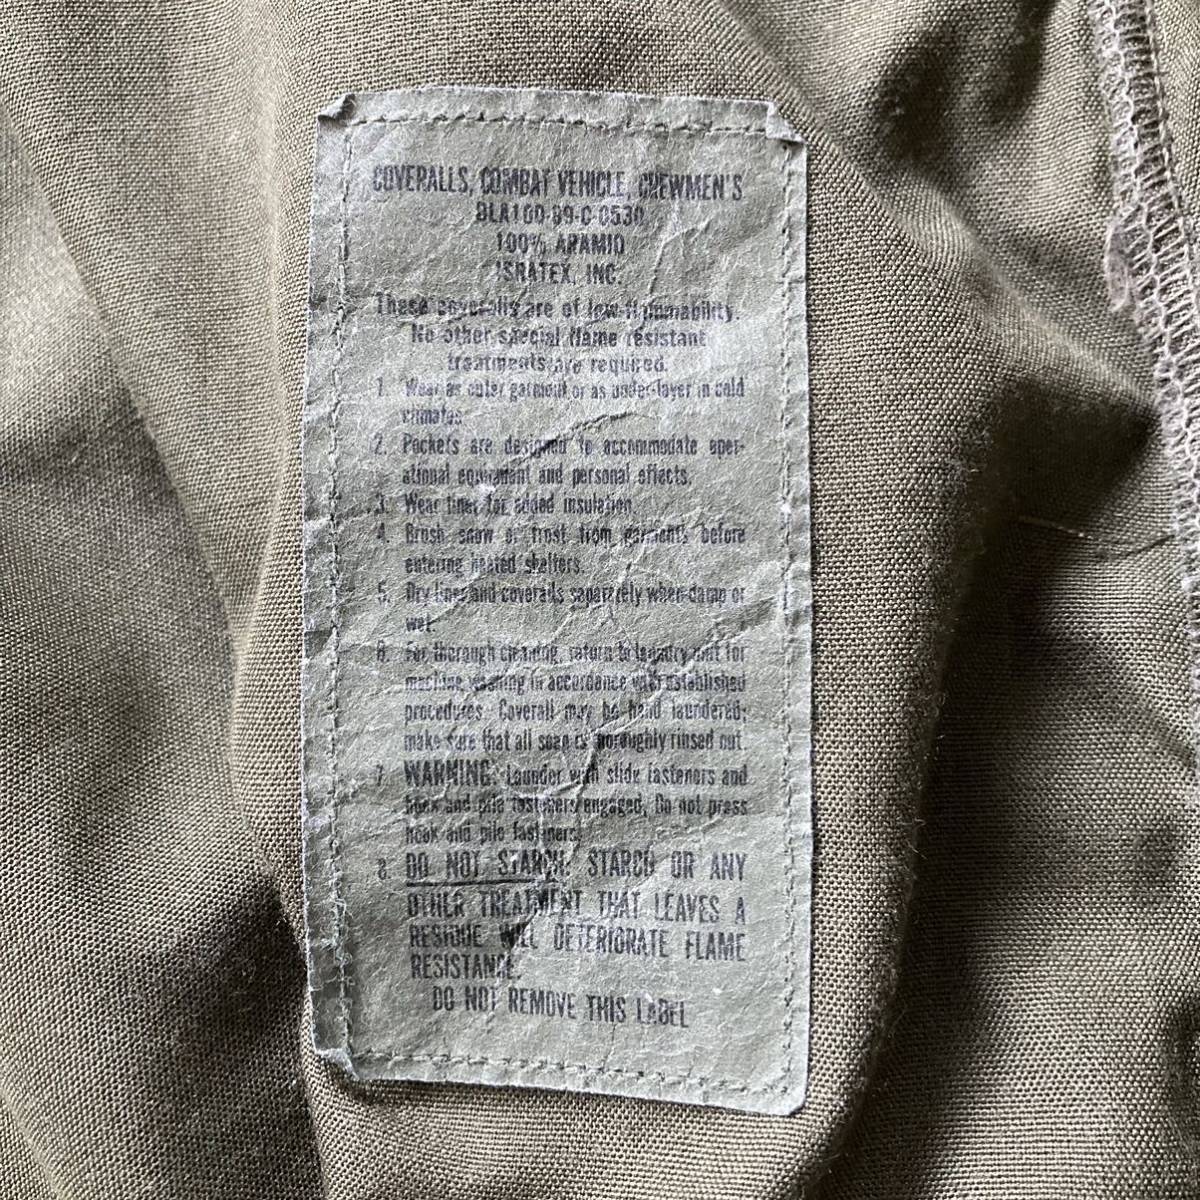 COVERALLS, COMBAT VEHICLE, CREWMEN'S
DLA100-89-C-0530
100% ARAMID
ISRATEX, INC.
These coveralls are of low-flammability.
No other special flame resistant
treatments are required.
1. Wear as outer garment or as under-layer in cold
climates.
2. Pockets are designed to accommodate oper-
ational equipment and personal effects.
3. Wear liner for added insulation.
4. Brush snow or frost from garments before
entering heated shelters.
5. Dry liner and coveralls separately when damp or
wet.
6. For thorough cleaning, return to laundry unit for
machine washing in accordance with established
procedures. Coverall may be hand laundered;
make sure that all soap is thoroughly rinsed out.
7. WARNING: Launder with slide fasteners and
hook and pile fasteners engaged, Do not press
hook and pile fasteners.
8. DO NOT STARCH: STARCH OR ANY
OTHER TREATMENT THAT LEAVES A
RESIDUE WILL DETERIORATE FLAME
RESISTANCE.
DO NOT REMOVE THIS LABEL